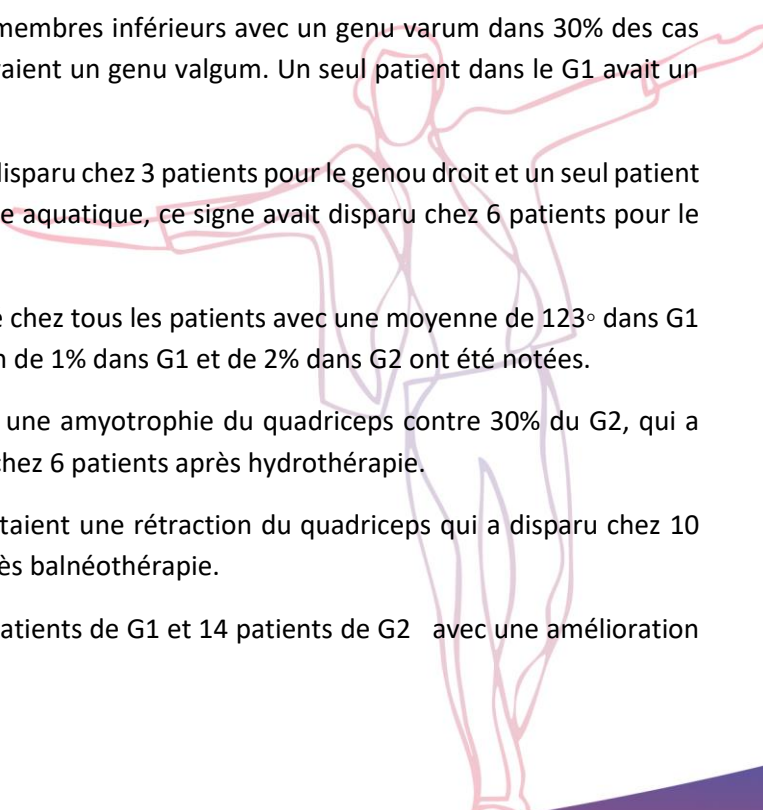 membres inférieurs avec un genu varum dans 30% des cas
aient un genu valgum. Un seul patient dans le G1 avait un
disparu chez 3 patients pour le genou droit et un seul patient
e aquatique, ce signe avait disparu chez 6 patients pour le
e chez tous les patients avec une moyenne de 123◦ dans G1
n de 1% dans G1 et de 2% dans G2 ont été notées.
une amyotrophie du quadriceps contre 30% du G2, qui a
chez 6 patients après hydrothérapie.
taient une rétraction du quadriceps qui a disparu chez 10
ès balnéothérapie.
atients de G1 et 14 patients de G2 avec une amélioration